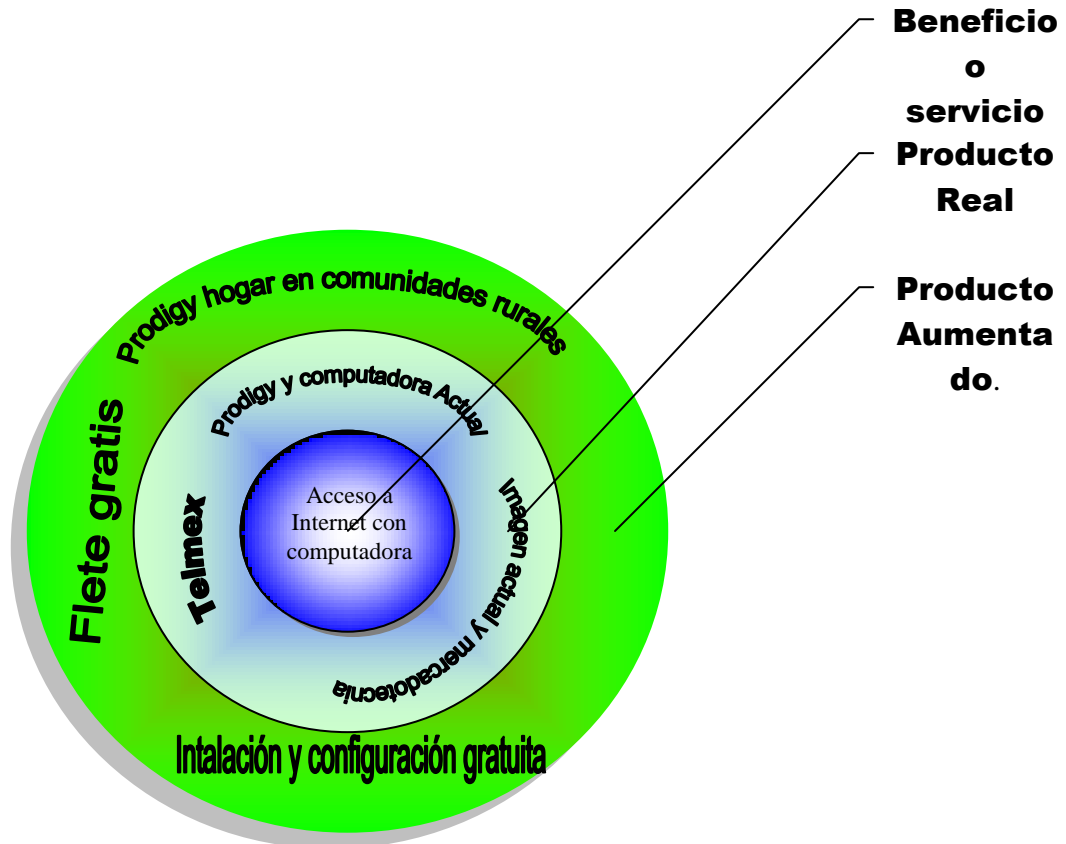 Beneficio
o
servicio
Producto
Real
Producto
Aumenta
do.
Prodigy hogar en comunidades rurales
Flete gratis
Prodigy y computadora Actual
Telmex
Imagen actual y mercadotecnia
Acceso a
Internet con
computadora
Intalación y configuración gratuita